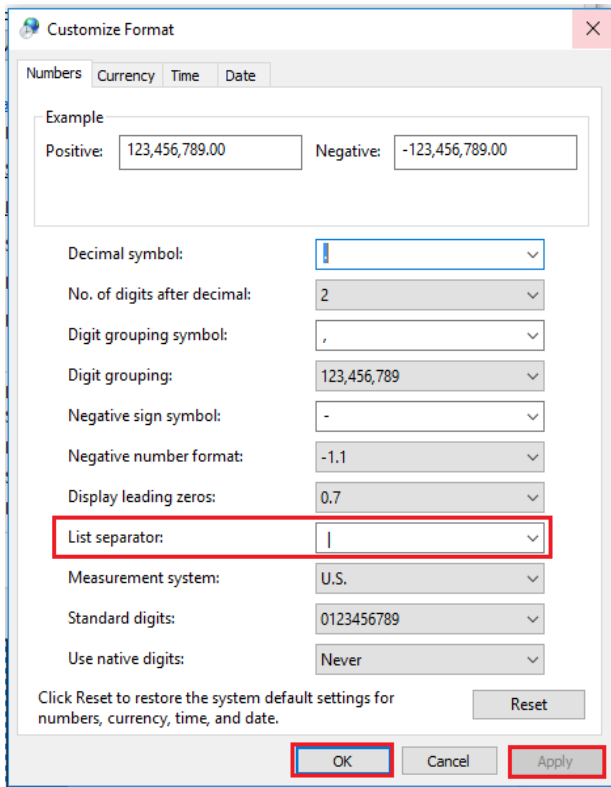 Customize Format
Numbers Currency Time Date
Example
Positive: 123,456,789.00 Negative: -123,456,789.00
Decimal symbol: .
No. of digits after decimal: 2
Digit grouping symbol: ,
Digit grouping: 123,456,789
Negative sign symbol: -
Negative number format: -1.1
Display leading zeros: 0.7
List separator: |
Measurement system: U.S.
Standard digits: 0123456789
Use native digits: Never
Click Reset to restore the system default settings for
numbers, currency, time, and date.
Reset
OK Cancel Apply